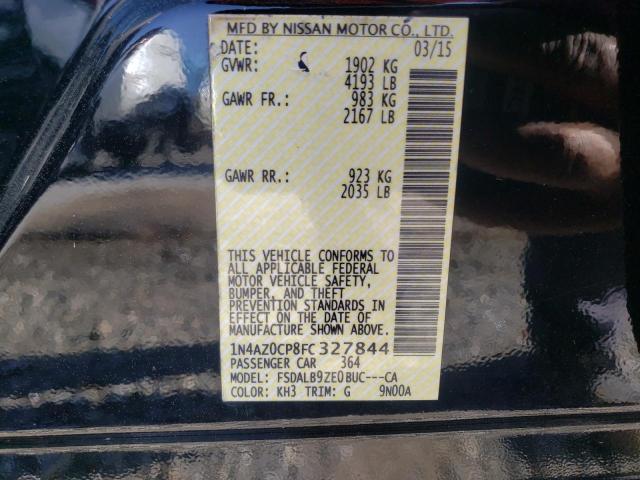 MFD BY NISSAN MOTOR CO., LTD.
DATE: 03/15
GVWR: 1902 KG
4193 LB
GAWR FR.: 983 KG
2167 LB
GAWR RR.: 923 KG
2035 LB
THIS VEHICLE CONFORMS TO
ALL APPLICABLE FEDERAL
MOTOR VEHICLE SAFETY,
BUMPER, AND THEFT
PREVENTION STANDARDS IN
EFFECT ON THE DATE OF
MANUFACTURE SHOWN ABOVE.
1N4AZ0CP8FC327844
PASSENGER CAR 364
MODEL: FSDALB9ZE0BUC---CA
COLOR: KH3 TRIM: G 9N00A